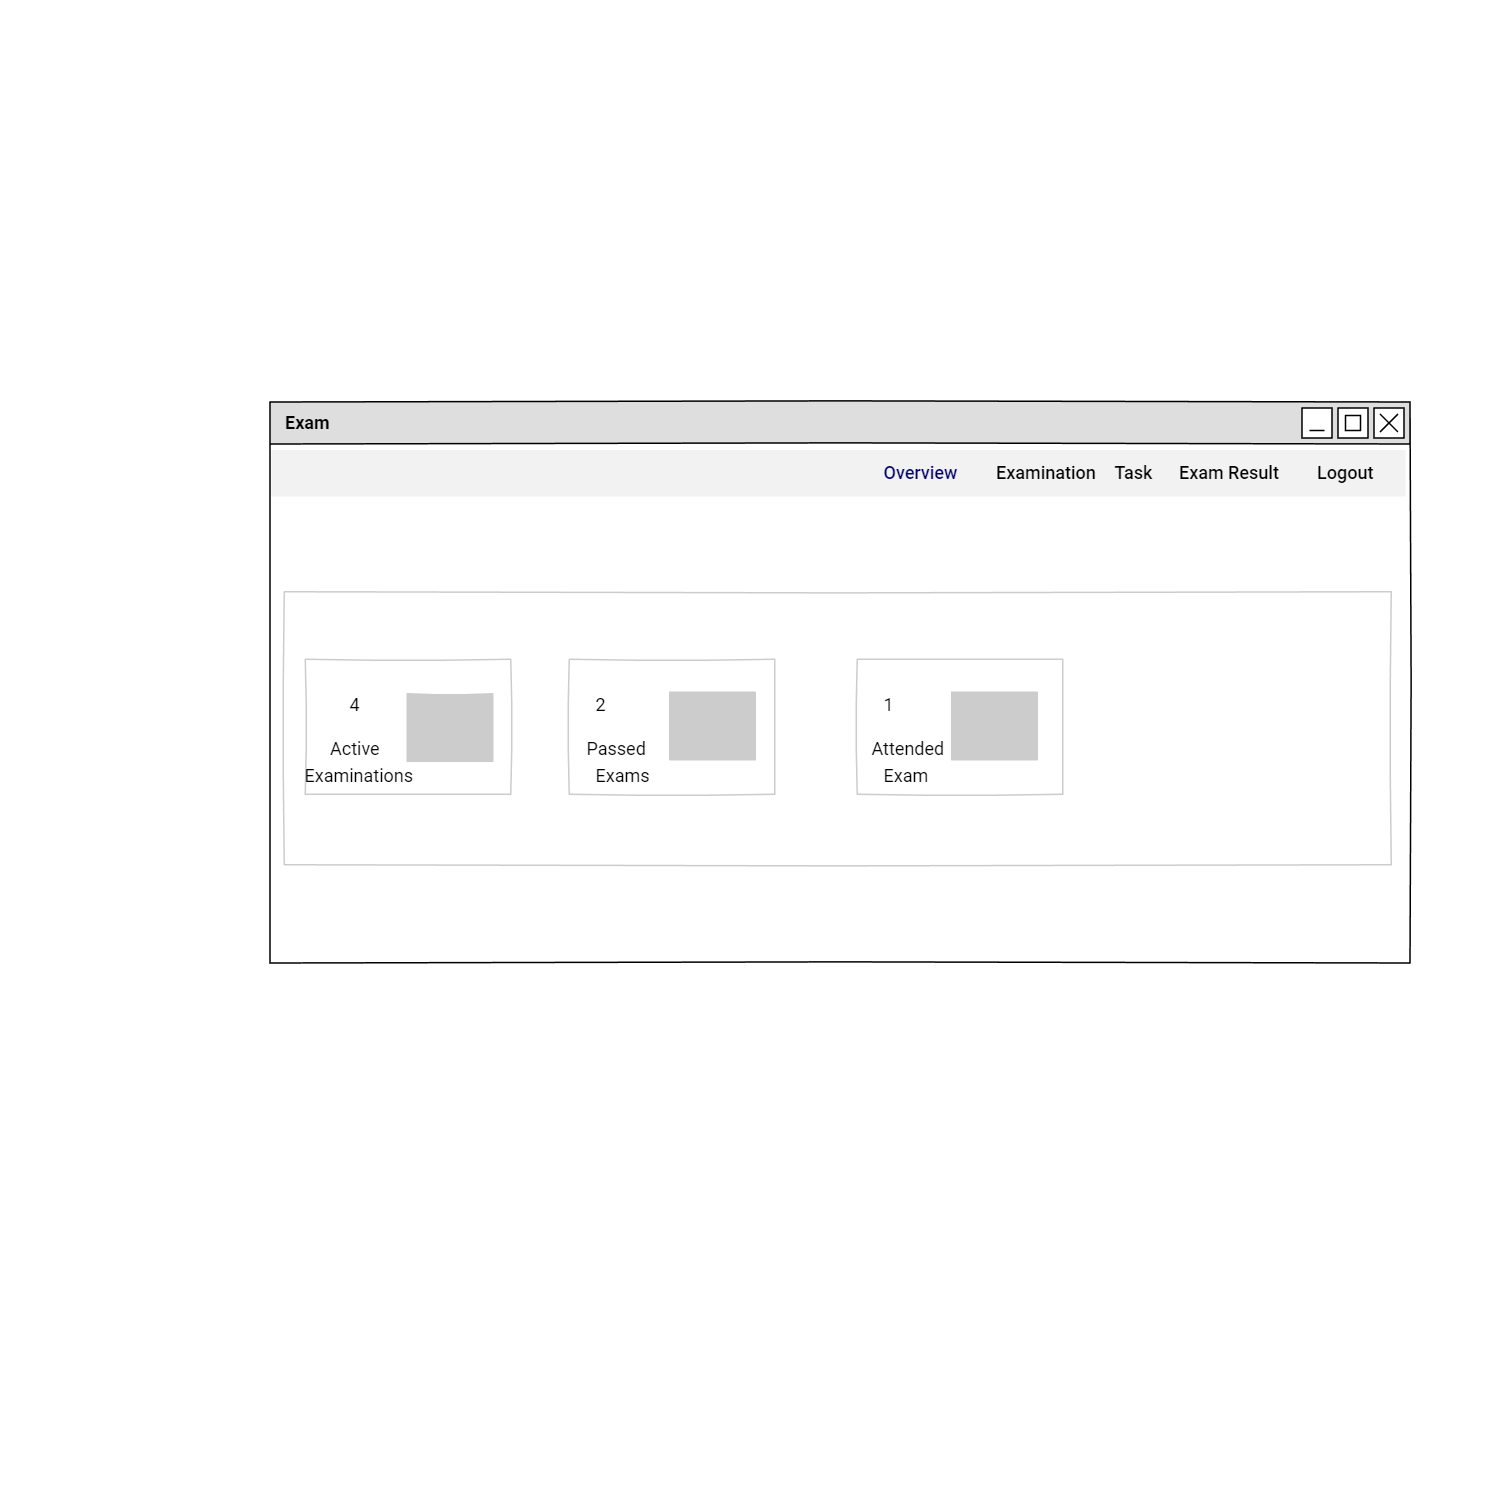 Exam
Overview Examination Task Exam Result Logout
4
Active
Examinations
2
Passed
Exams
1
Attended
Exam